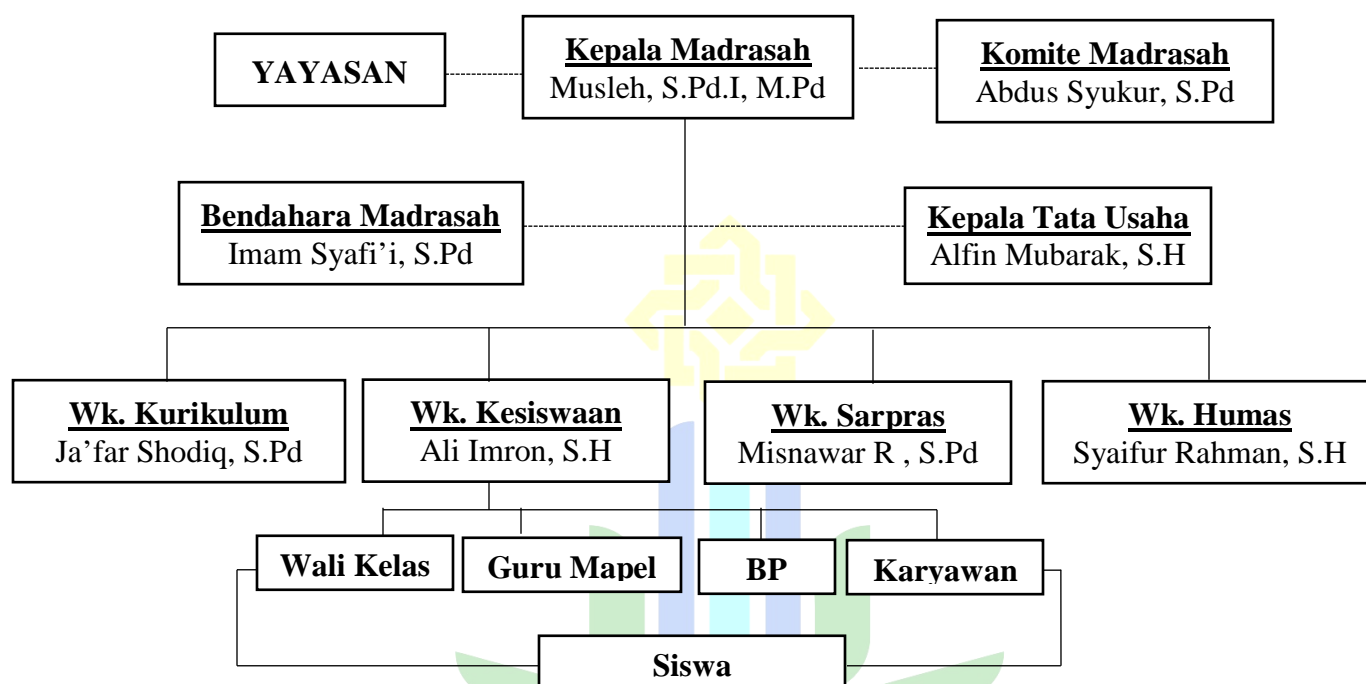 YAYASAN
Kepala Madrasah
Musleh, S.Pd.I, M.Pd
Komite Madrasah
Abdus Syukur, S.Pd
Bendahara Madrasah
Imam Syafi’i, S.Pd
Kepala Tata Usaha
Alfin Mubarak, S.H
Wk. Kurikulum
Ja’far Shodiq, S.Pd
Wk. Kesiswaan
Ali Imron, S.H
Wk. Sarpras
Misnawar R , S.Pd
Wk. Humas
Syaifur Rahman, S.H
Wali Kelas
Guru Mapel
BP
Karyawan
Siswa